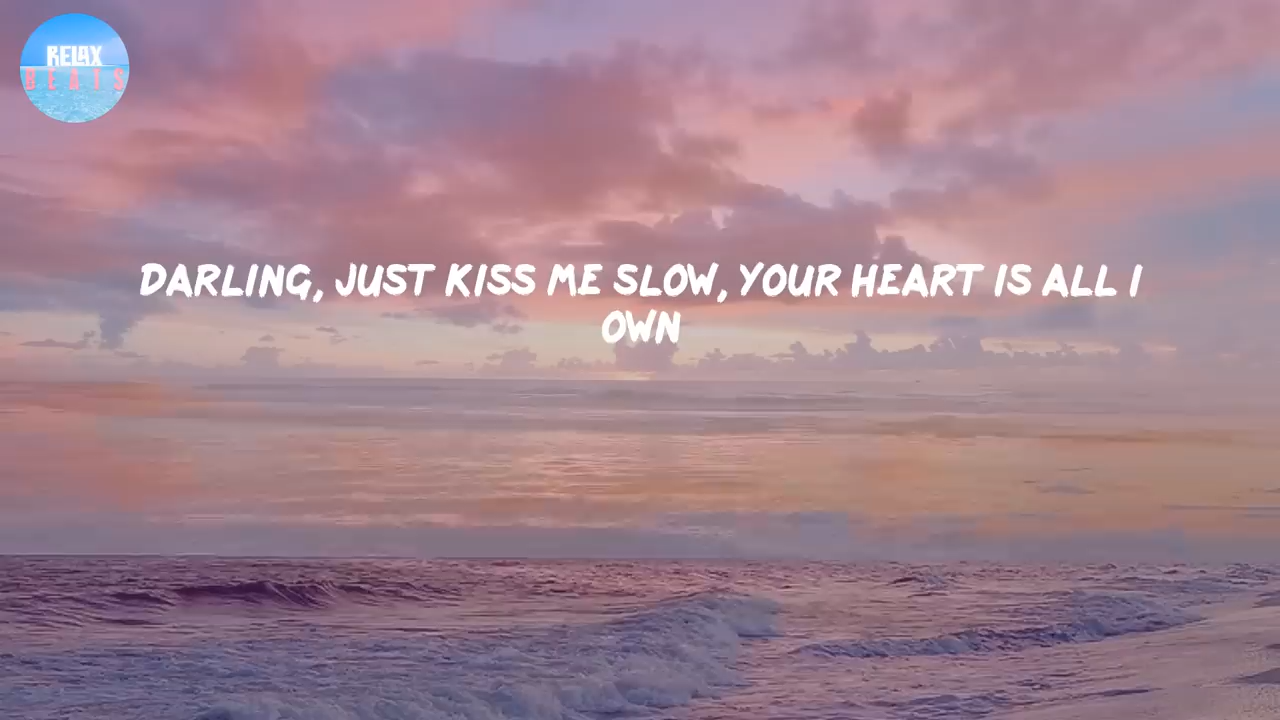 RELAX
BEATS
DARLING, JUST KISS ME SLOW, YOUR HEART IS ALL I
OWN